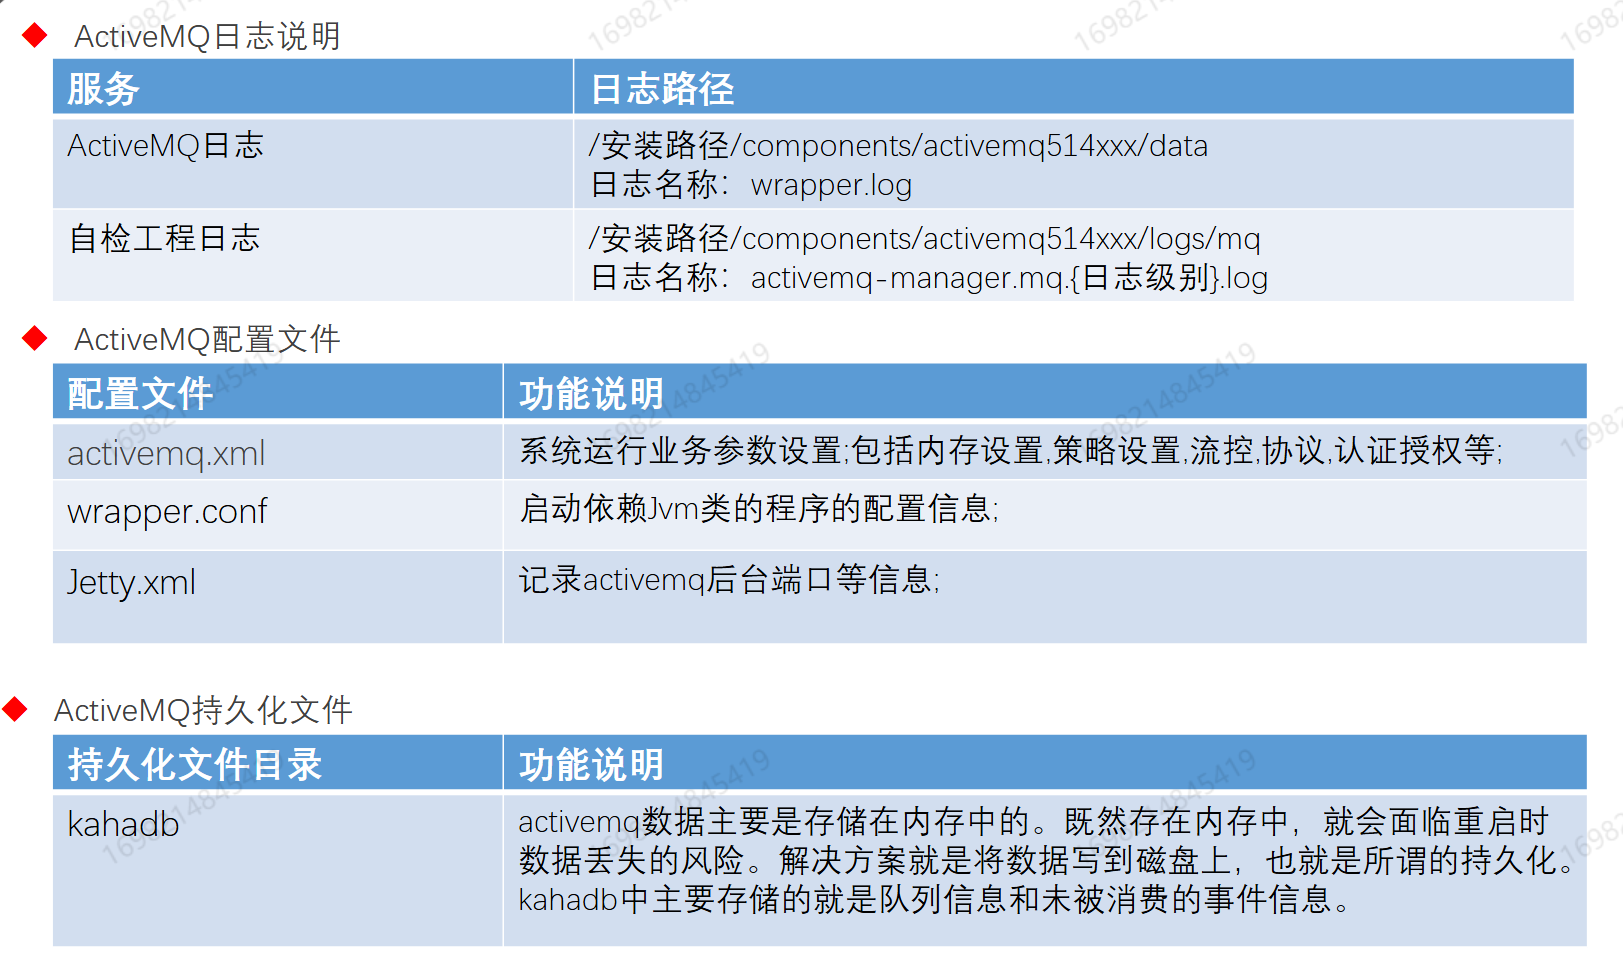 ActiveMQ日志说明
服务 日志路径
ActiveMQ日志 /安装路径/components/activemq514xxx/data
日志名称：wrapper.log
自检工程日志 /安装路径/components/activemq514xxx/logs/mq
日志名称：activemq-manager.mq.{日志级别}.log
ActiveMQ配置文件
配置文件 功能说明
activemq.xml 系统运行业务参数设置;包括内存设置,策略设置,流控,协议,认证授权等;
wrapper.conf 启动依赖Jvm类的程序的配置信息;
Jetty.xml 记录activemq后台端口等信息;
ActiveMQ持久化文件
持久化文件目录 功能说明
kahadb activemq数据主要是存储在内存中的。既然存在内存中，就会面临重启时
数据丢失的风险。解决方案就是将数据写到磁盘上，也就是所谓的持久化。
kahadb中主要存储的就是队列信息和未被消费的事件信息。
1698214845419